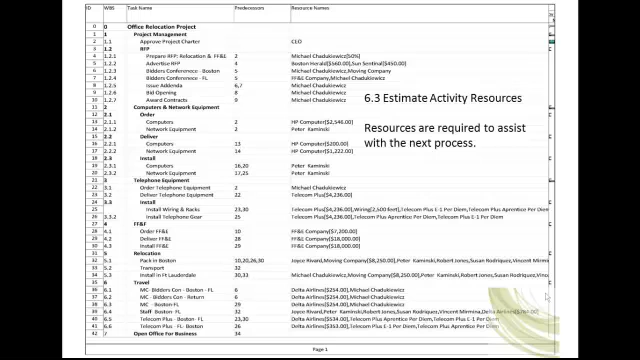 ID WBS Task Name Predecessors Resource Names
0 0 Office Relocation Project
1 1 Project Management
2 1.1 Approve Project Charter CEO
3 1.2 RFP
4 1.2.1 Prepare RFP: Relocation & FF&E 2 Michael Chadukiewicz[50%]
5 1.2.2 Advertise RFP 4 Boston Herald[$560.00],Sun Sentinal[$450.00]
6 1.2.3 Bidders Conferenece - Boston 5 Michael Chadukiewicz,Moving Company
7 1.2.4 Bidders Conferenece - FL 5 FF&E Company,Michael Chadukiewicz
8 1.2.5 Issue Addenda 6,7 Michael Chadukiewicz
9 1.2.6 Bid Opening 8 Michael Chadukiewicz
10 1.2.7 Award Contracts 9 Michael Chadukiewicz
6.3 Estimate Activity Resources
11 2 Computers & Network Equipment
12 2.1 Order
13 2.1.1 Computers 2 HP Computer[$2,546.00]
14 2.1.2 Network Equipment 2 Peter Kaminski
Resources are required to assist
with the next process.
15 2.2 Deliver
16 2.2.1 Computers 13 HP Computer[$200.00]
17 2.2.2 Network Equipment 14 HP Computer[$1,222.00]
18 2.3 Install
19 2.3.1 Computers 16,20 Peter Kaminski
20 2.3.2 Network Equipment 17,25 Peter Kaminski
21 3 Telephone Equipment
22 3.1 Order Telephone Equipment 2 Michael Chadukiewicz
23 3.2 Deliver Telephone Equipment 22 Telecom Plus[$4,236.00]
24 3.3 Install
25 Install Wiring & Racks 23,30 Telecom Plus[$4,236.00],Wiring[2,500 feet],Telecom Plus E-1 Per Diem,Telecom Plus Aprentice Per Diem
26 3.3.2 Install Telephone Gear 25 Telecom Plus[$4,236.00],Telecom Plus Aprentice Per Diem,Telecom Plus E-1 Per Diem
27 4 FF&F
28 4.1 Order FF&E 10 FF&E Company[$7,200.00]
29 4.2 Deliver FF&E 28 FF&E Company[$18,000.00]
30 4.3 Install FF&E 29 FF&E Company[$18,000.00]
31 5 Relocation
32 5.1 Pack in Boston 10,20,26,30 Joyce Rivard,Moving Company[$8,250.00],Peter Kaminski,Robert Jones,Susan Rodriquez,Vincen
33 5.2 Transport 32
34 5.3 Install in Ft Lauderdale 30,33 Michael Chadukiewicz,Moving Company[$8,250.00],Peter Kaminski,Robert Jones,Susan Rodriquez,Vinso
35 6 Travel
36 6.1 MC - Bidders Con - Boston - FL 6 Delta Airlines[$254.00],Michael Chadukiewicz
37 6.2 MC - Bidders Con - Return 6 Delta Airlines[$254.00],Michael Chadukiewicz
38 6.3 MC - Boston-FL 29 Delta Airlines[$254.00],Michael Chadukiewicz
39 6.4 Staff Boston - FL 32 Joyce Rivard,Peter Kaminski,Robert Jones,Susan Rodriquez,Vincent Mirmina,Delta Airlines[$760.00]
40 6.5 Telecom Plus - Boston - FL 23,30 Delta Airlines[$534.00],Telecom Plus Aprentice Per Diem,Telecom Plus E-1 Per Diem
41 6.6 Telecom Plus - FL - Boston 26 Delta Airlines[$353.00],Telecom Plus Aprentice Per Diem,Telecom Plus E-1 Per Diem
42 7 Open For Business 34
Page 1